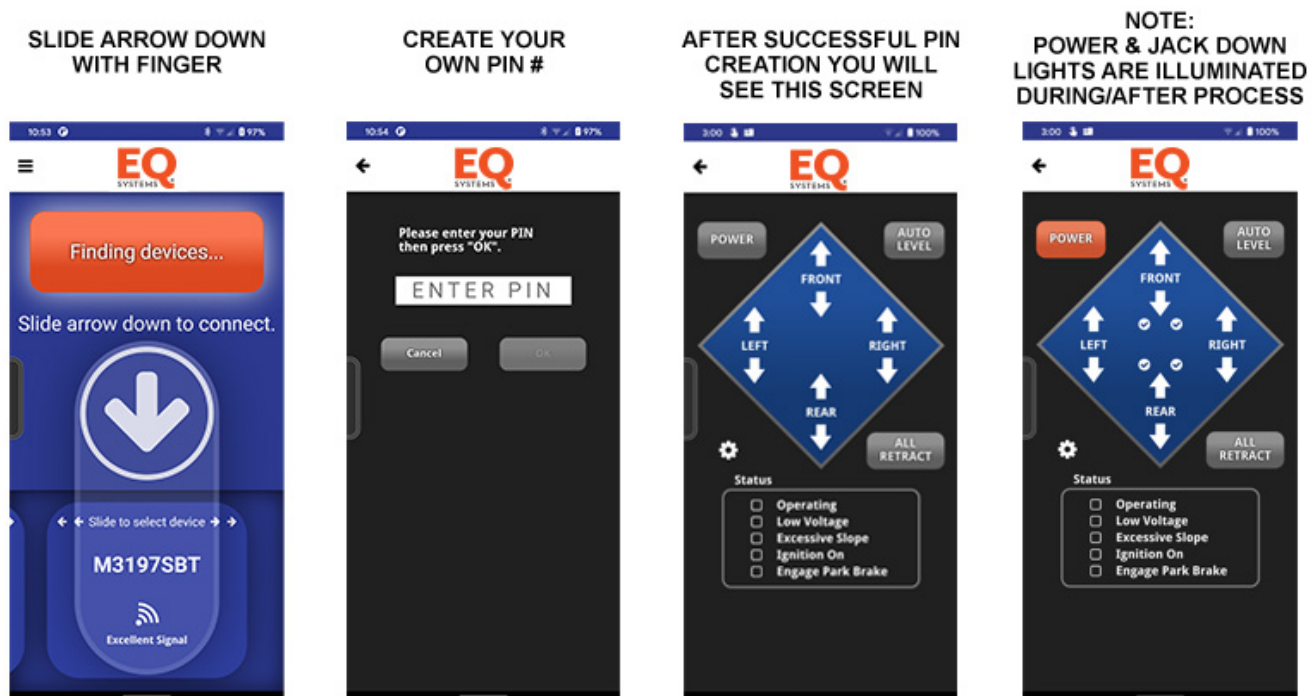 SLIDE ARROW DOWN
WITH FINGER
10:53
97%
EQ
SYSTEMS
Finding devices...
Slide arrow down to connect.
← ← Slide to select device → →
M3197SBT
Excellent Signal
CREATE YOUR
OWN PIN #
10:54
97%
EQ
SYSTEMS
Please enter your PIN
then press "OK".
ENTER PIN
Cancel
OK
AFTER SUCCESSFUL PIN
CREATION YOU WILL
SEE THIS SCREEN
3:00
100%
EQ
SYSTEMS
POWER
AUTO
LEVEL
FRONT
LEFT
RIGHT
REAR
ALL
RETRACT
Status
Operating
Low Voltage
Excessive Slope
Ignition On
Engage Park Brake
NOTE:
POWER & JACK DOWN
LIGHTS ARE ILLUMINATED
DURING/AFTER PROCESS
3:00
100%
EQ
SYSTEMS
POWER
AUTO
LEVEL
FRONT
LEFT
RIGHT
REAR
ALL
RETRACT
Status
Operating
Low Voltage
Excessive Slope
Ignition On
Engage Park Brake